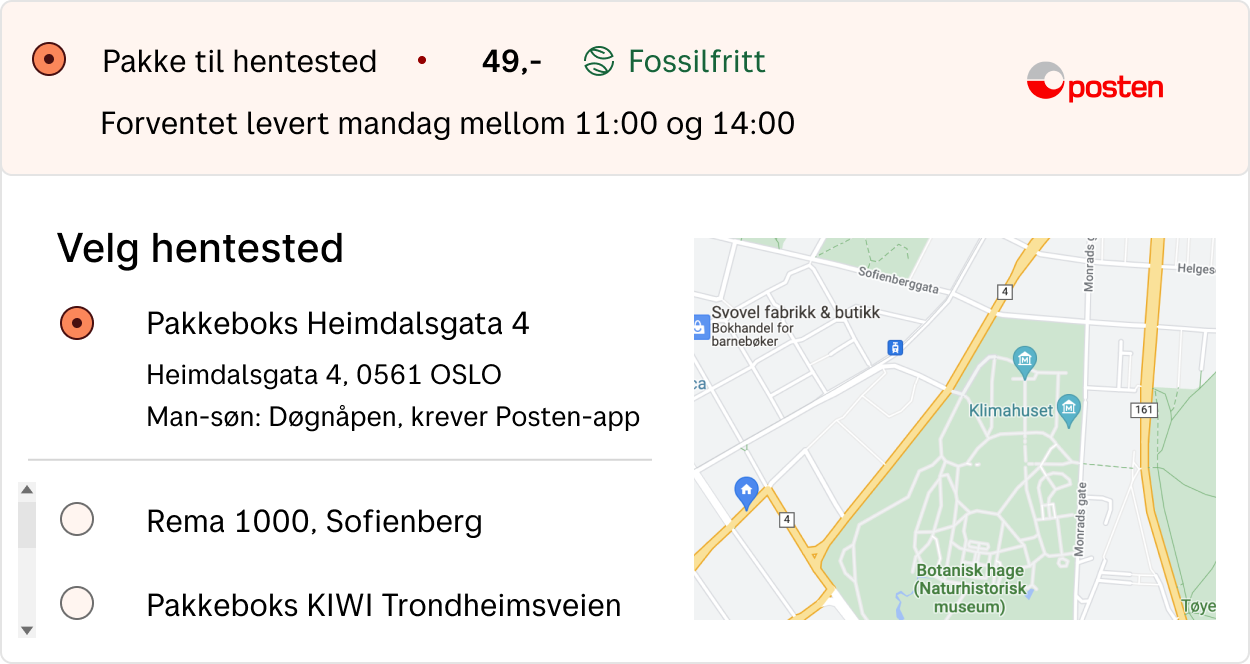 Pakke til hentested • 49,- Fossilfritt
posten
Forventet levert mandag mellom 11:00 og 14:00
Velg hentested
Pakkeboks Heimdalsgata 4
Heimdalsgata 4, 0561 OSLO
Man-søn: Døgnåpen, krever Posten-app
Rema 1000, Sofienberg
Pakkeboks KIWI Trondheimsveien
Monrads ga
Helges
Sofienberggata
4
Svovel fabrikk & butikk
Bokhandel for
barnebøker
ca
Klimahuset
161
Monrads gate
4
Botanisk hage
(Naturhistorisk
museum)
Tøye